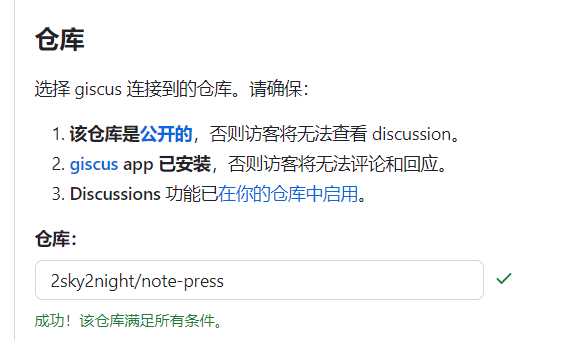 仓库
选择 giscus 连接到的仓库。请确保：
1. 该仓库是公开的，否则访客将无法查看 discussion。
2. giscus app 已安装，否则访客将无法评论和回应。
3. Discussions 功能已在你的仓库中启用。
仓库：
2sky2night/note-press
成功！该仓库满足所有条件。